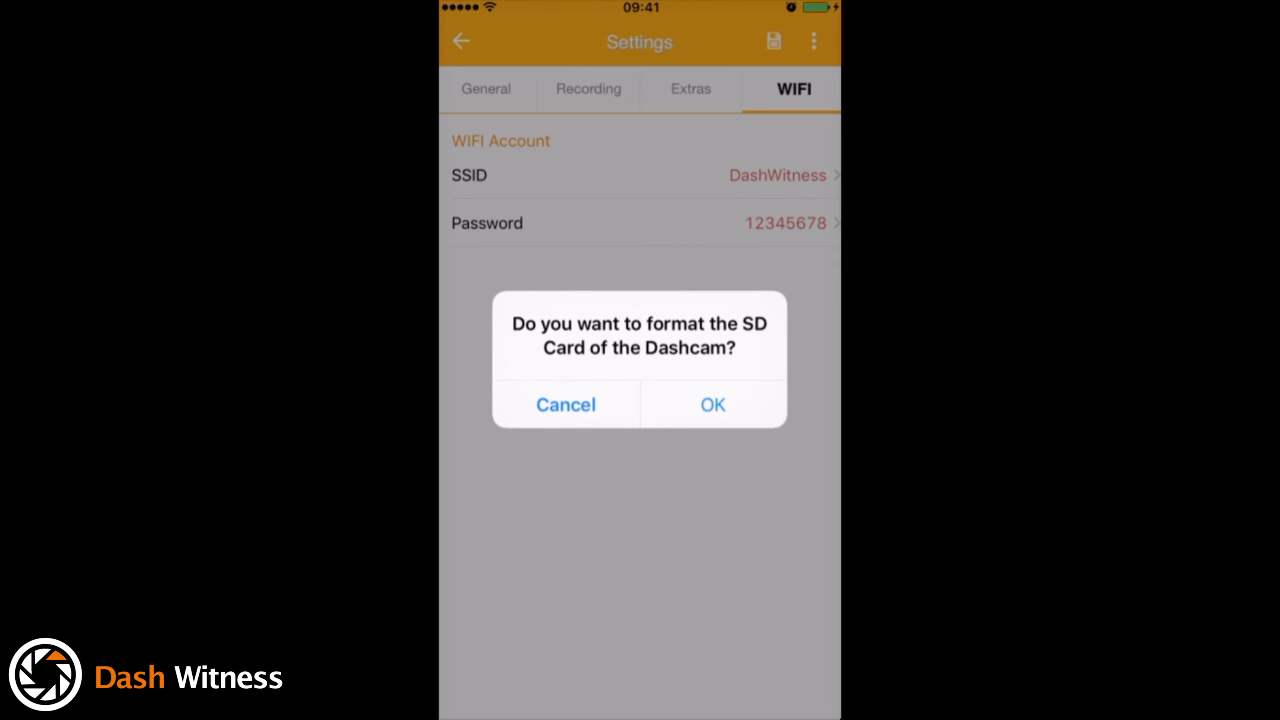 09:41
Settings
General Recording Extras WIFI
WIFI Account
SSID DashWitness
Password 12345678
Do you want to format the SD
Card of the Dashcam?
Cancel OK
Dash Witness